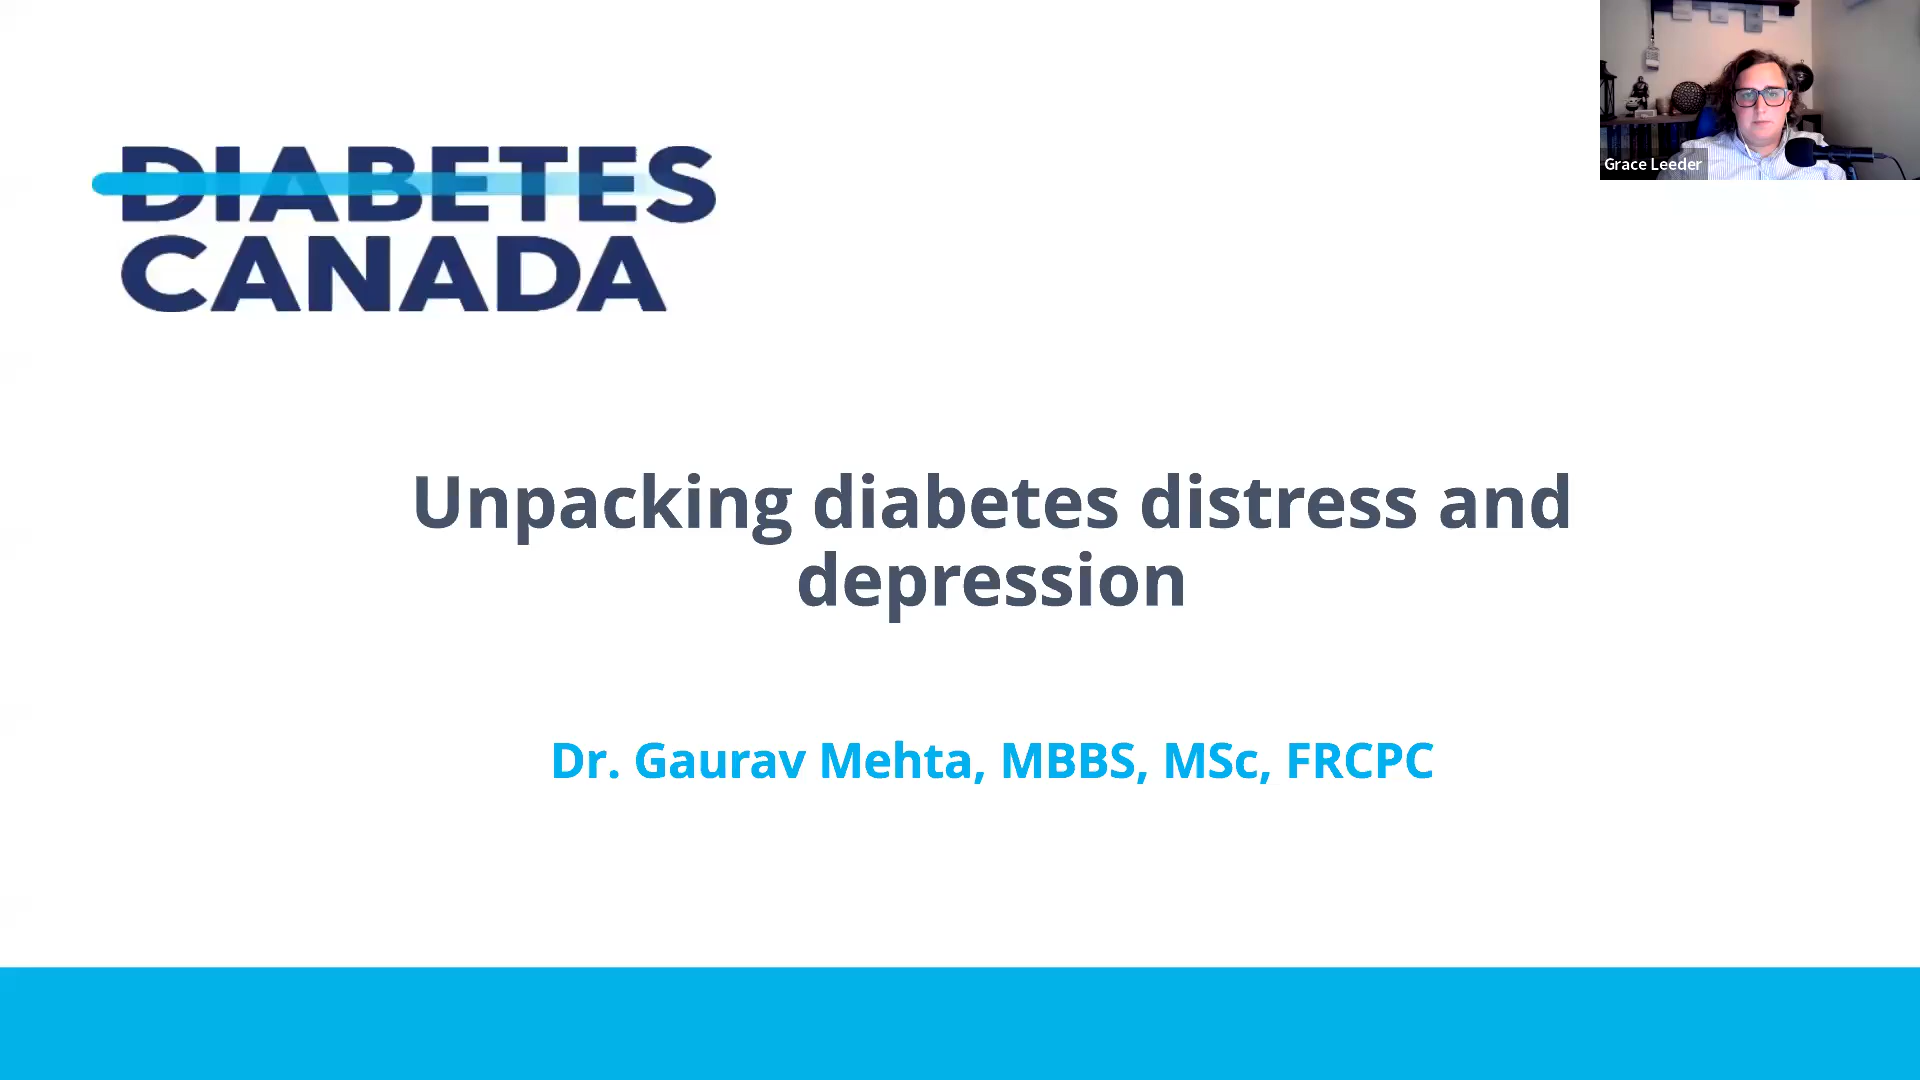 DIABETES
CANADA
Grace Leeder
Unpacking diabetes distress and
depression
Dr. Gaurav Mehta, MBBS, MSc, FRCPC